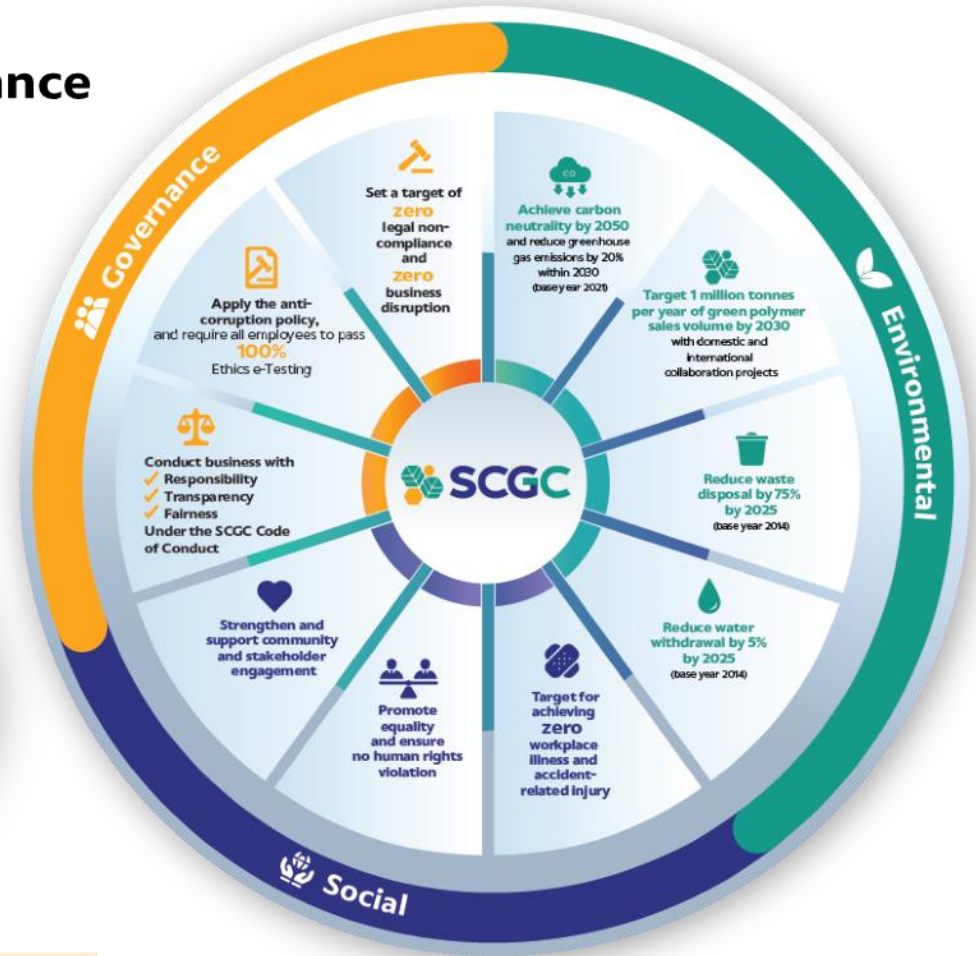 Governance
Set a target of
zero
legal non-
compliance
and
zero
business
disruption
Apply the anti-
corruption policy,
and require all employees to pass
100%
Ethics e-Testing
Conduct business with
Responsibility
Transparency
Fairness
Under the SCGC Code
of Conduct
Environmental
CO
Achieve carbon
neutrality by 2050
and reduce greenhouse
gas emissions by 20%
within 2030
(base year 2021)
Target 1 million tonnes
per year of green polymer
sales volume by 2030
with domestic and
international
collaboration projects
Reduce waste
disposal by 75%
by 2025
(base year 2014)
Reduce water
withdrawal by 5%
by 2025
(base year 2014)
SCGC
Social
Strengthen and
support community
and stakeholder
engagement
Promote
equality
and ensure
no human rights
violation
Target for
achieving
zero
workplace
illness and
accident-
related injury